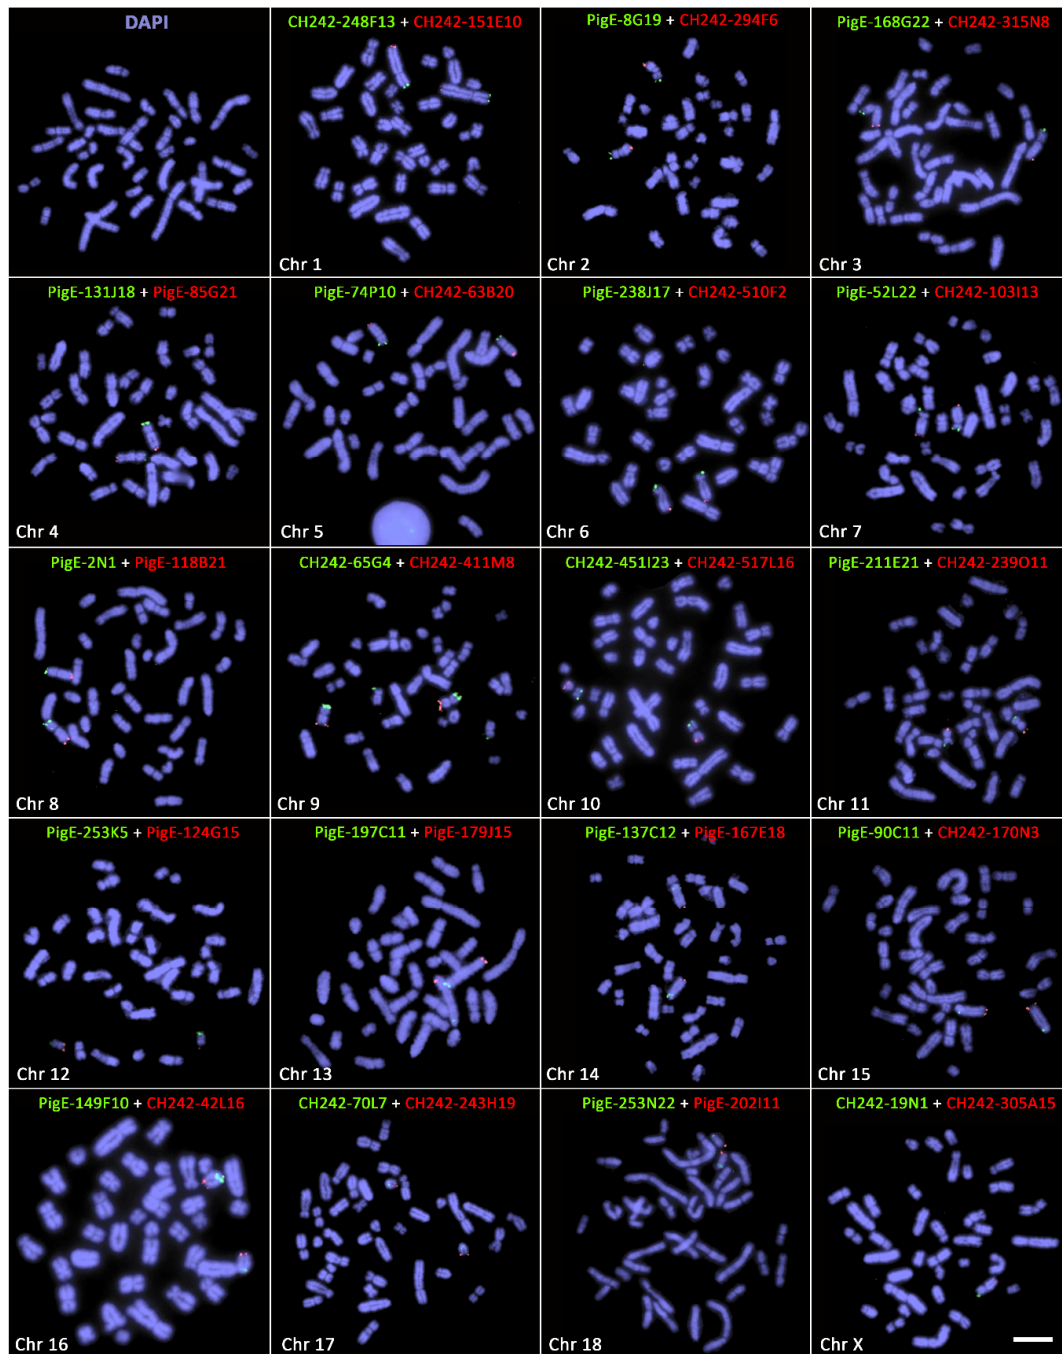 DAPI
CH242-248F13 + CH242-151E10
PigE-8G19 + CH242-294F6
PigE-168G22 + CH242-315N8
Chr 1
Chr 2
Chr 3
PigE-131J18 + PigE-85G21
PigE-74P10 + CH242-63B20
PigE-238J17 + CH242-510F2
PigE-52L22 + CH242-103I13
Chr 4
Chr 5
Chr 6
Chr 7
PigE-2N1 + PigE-118B21
CH242-65G4 + CH242-411M8
CH242-451I23 + CH242-517L16
PigE-211E21 + CH242-239O11
Chr 8
Chr 9
Chr 10
Chr 11
PigE-253K5 + PigE-124G15
PigE-197C11 + PigE-179J15
PigE-137C12 + PigE-167E18
PigE-90C11 + CH242-170N3
Chr 12
Chr 13
Chr 14
Chr 15
PigE-149F10 + CH242-42L16
CH242-70L7 + CH242-243H19
PigE-253N22 + PigE-202I11
CH242-19N1 + CH242-305A15
Chr 16
Chr 17
Chr 18
Chr X